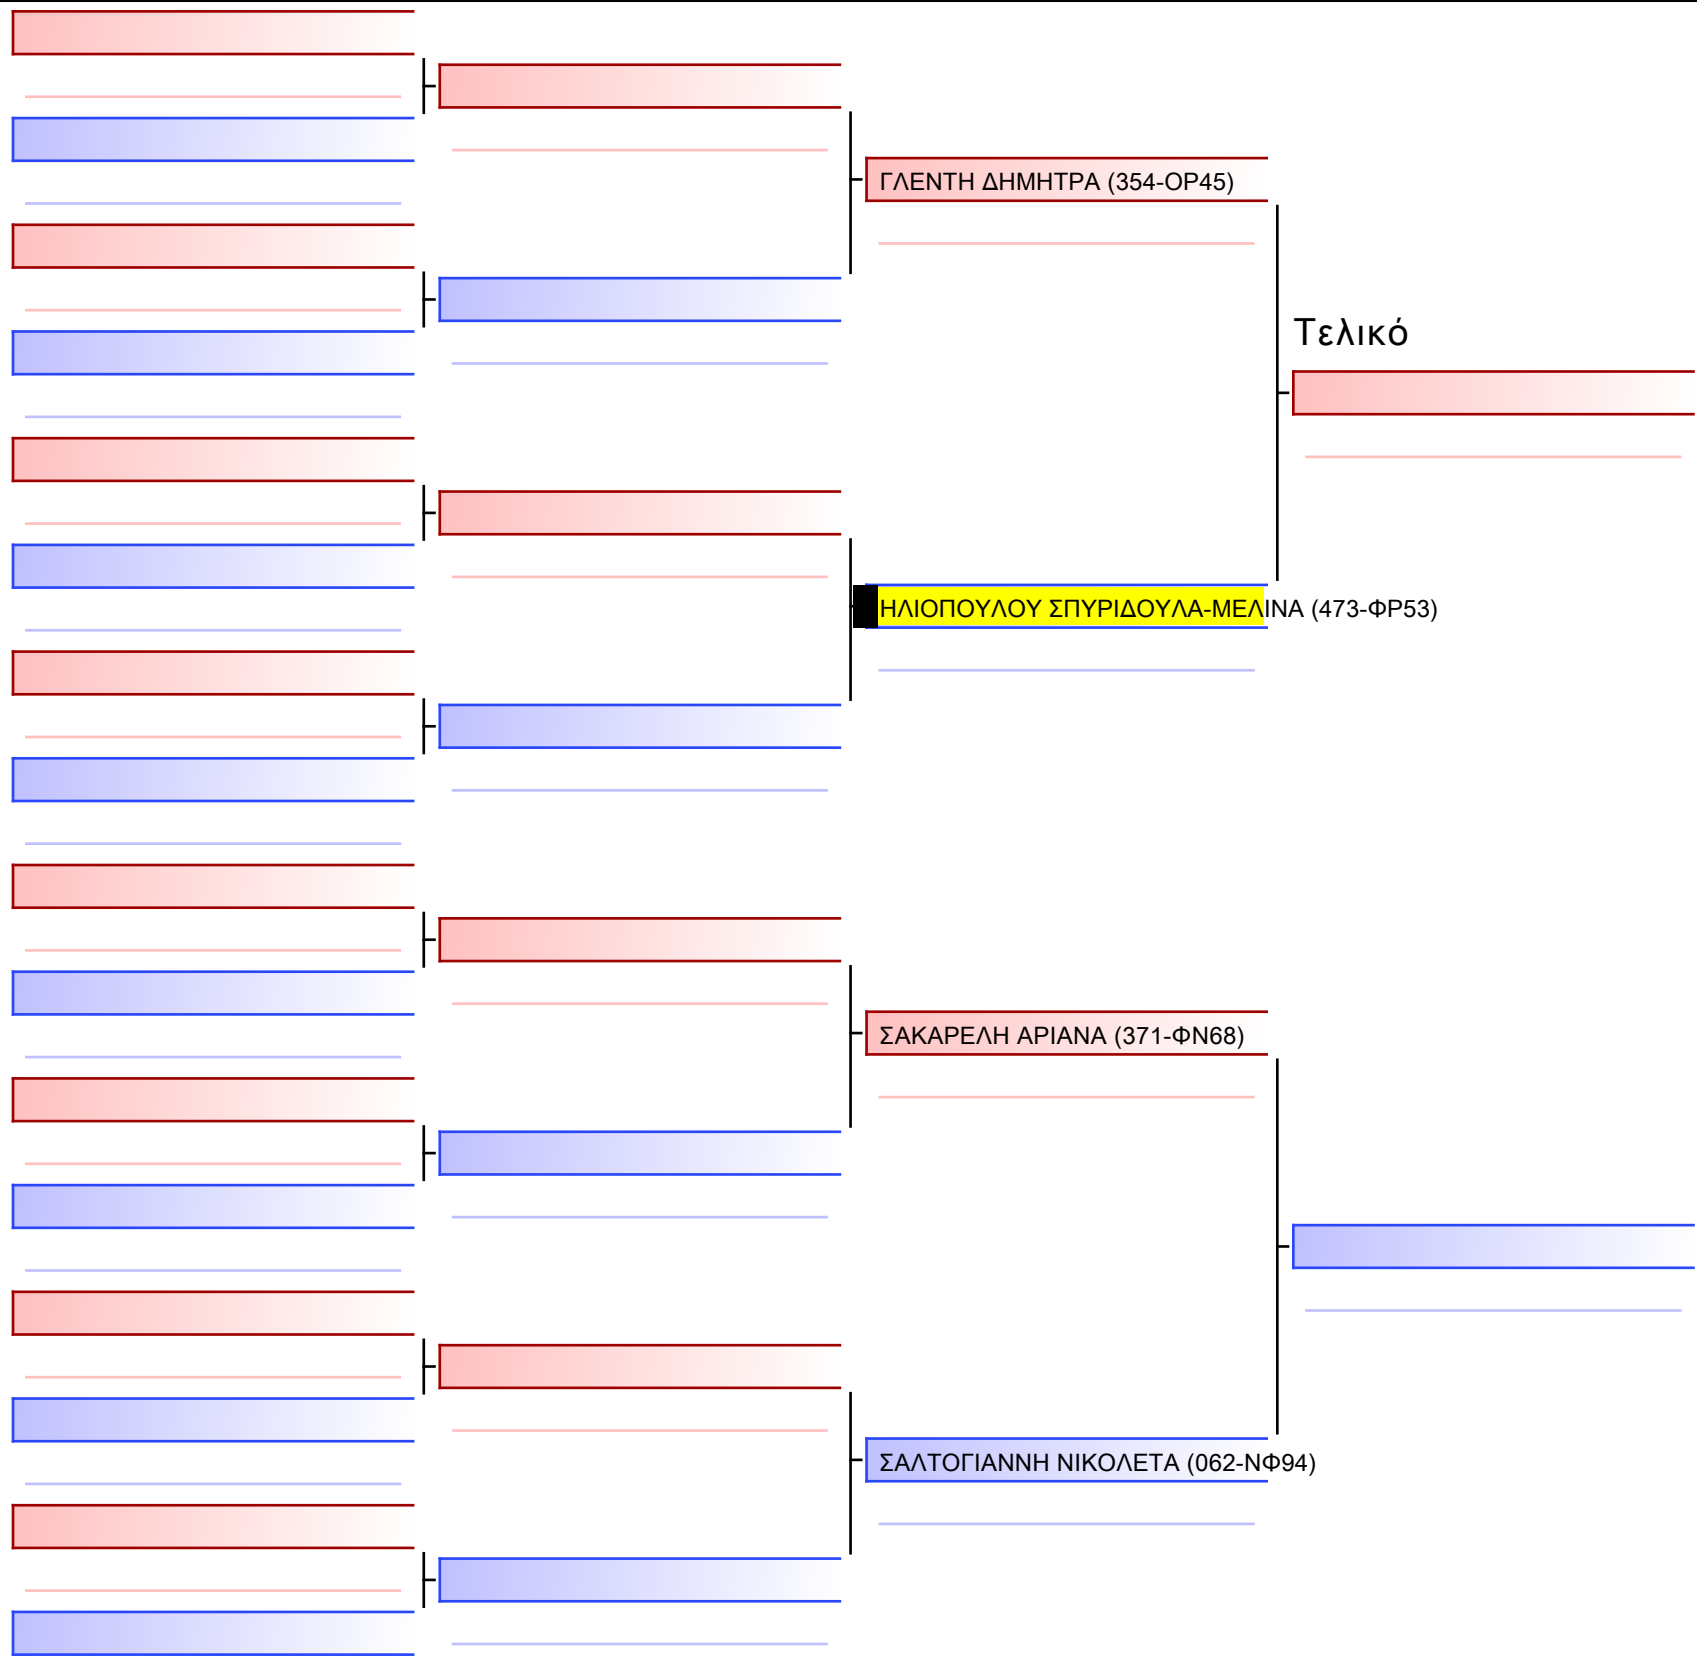 ΓΛΕΝΤΗ ΔΗΜΗΤΡΑ (354-ΟΡ45)
Τελικό
ΗΛΙΟΠΟΥΛΟΥ ΣΠΥΡΙΔΟΥΛΑ-ΜΕΛΙΝΑ (473-ΦΡ53)
ΣΑΚΑΡΕΛΗ ΑΡΙΑΝΑ (371-ΦΝ68)
ΣΑΛΤΟΓΙΑΝΝΗ ΝΙΚΟΛΕΤΑ (062-ΝΦ94)